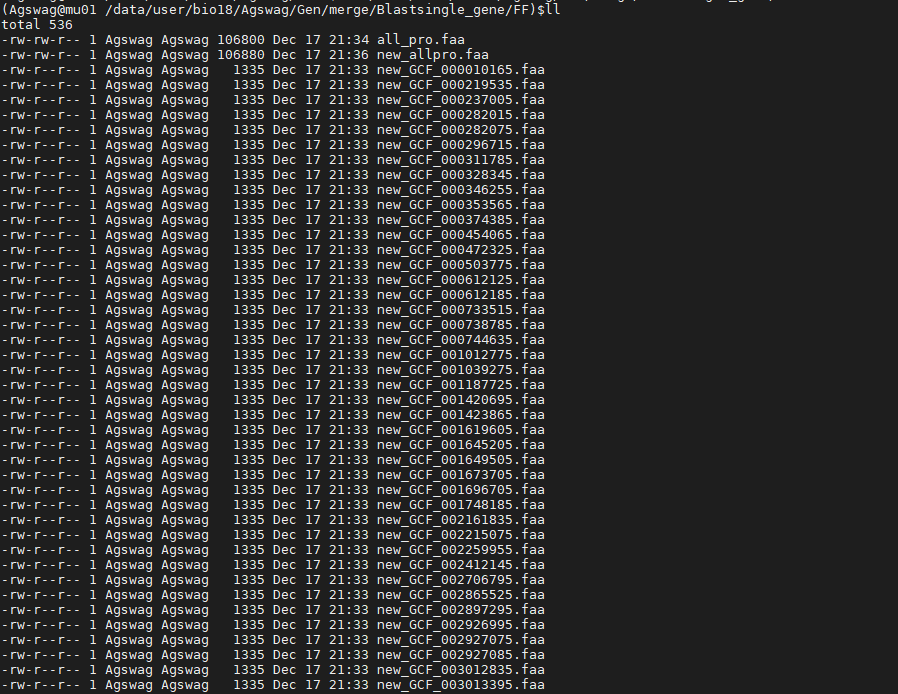 (Agswag@mu01 /data/user/bio18/Agswag/Gen/merge/Blastsingle_gene/FF)$ll
total 536
-rw-rw-r-- 1 Agswag Agswag 106800 Dec 17 21:34 all_pro.faa
-rw-rw-r-- 1 Agswag Agswag 106880 Dec 17 21:36 new_allpro.faa
-rw-r--r-- 1 Agswag Agswag   1335 Dec 17 21:33 new_GCF_000010165.faa
-rw-r--r-- 1 Agswag Agswag   1335 Dec 17 21:33 new_GCF_000219535.faa
-rw-r--r-- 1 Agswag Agswag   1335 Dec 17 21:33 new_GCF_000237005.faa
-rw-r--r-- 1 Agswag Agswag   1335 Dec 17 21:33 new_GCF_000282015.faa
-rw-r--r-- 1 Agswag Agswag   1335 Dec 17 21:33 new_GCF_000282075.faa
-rw-r--r-- 1 Agswag Agswag   1335 Dec 17 21:33 new_GCF_000296715.faa
-rw-r--r-- 1 Agswag Agswag   1335 Dec 17 21:33 new_GCF_000311785.faa
-rw-r--r-- 1 Agswag Agswag   1335 Dec 17 21:33 new_GCF_000328345.faa
-rw-r--r-- 1 Agswag Agswag   1335 Dec 17 21:33 new_GCF_000346255.faa
-rw-r--r-- 1 Agswag Agswag   1335 Dec 17 21:33 new_GCF_000353565.faa
-rw-r--r-- 1 Agswag Agswag   1335 Dec 17 21:33 new_GCF_000374385.faa
-rw-r--r-- 1 Agswag Agswag   1335 Dec 17 21:33 new_GCF_000454065.faa
-rw-r--r-- 1 Agswag Agswag   1335 Dec 17 21:33 new_GCF_000472325.faa
-rw-r--r-- 1 Agswag Agswag   1335 Dec 17 21:33 new_GCF_000503775.faa
-rw-r--r-- 1 Agswag Agswag   1335 Dec 17 21:33 new_GCF_000612125.faa
-rw-r--r-- 1 Agswag Agswag   1335 Dec 17 21:33 new_GCF_000612185.faa
-rw-r--r-- 1 Agswag Agswag   1335 Dec 17 21:33 new_GCF_000733515.faa
-rw-r--r-- 1 Agswag Agswag   1335 Dec 17 21:33 new_GCF_000738785.faa
-rw-r--r-- 1 Agswag Agswag   1335 Dec 17 21:33 new_GCF_000744635.faa
-rw-r--r-- 1 Agswag Agswag   1335 Dec 17 21:33 new_GCF_001012775.faa
-rw-r--r-- 1 Agswag Agswag   1335 Dec 17 21:33 new_GCF_001039275.faa
-rw-r--r-- 1 Agswag Agswag   1335 Dec 17 21:33 new_GCF_001187725.faa
-rw-r--r-- 1 Agswag Agswag   1335 Dec 17 21:33 new_GCF_001420695.faa
-rw-r--r-- 1 Agswag Agswag   1335 Dec 17 21:33 new_GCF_001423865.faa
-rw-r--r-- 1 Agswag Agswag   1335 Dec 17 21:33 new_GCF_001619605.faa
-rw-r--r-- 1 Agswag Agswag   1335 Dec 17 21:33 new_GCF_001645205.faa
-rw-r--r-- 1 Agswag Agswag   1335 Dec 17 21:33 new_GCF_001649505.faa
-rw-r--r-- 1 Agswag Agswag   1335 Dec 17 21:33 new_GCF_001673705.faa
-rw-r--r-- 1 Agswag Agswag   1335 Dec 17 21:33 new_GCF_001696705.faa
-rw-r--r-- 1 Agswag Agswag   1335 Dec 17 21:33 new_GCF_001748185.faa
-rw-r--r-- 1 Agswag Agswag   1335 Dec 17 21:33 new_GCF_002161835.faa
-rw-r--r-- 1 Agswag Agswag   1335 Dec 17 21:33 new_GCF_002215075.faa
-rw-r--r-- 1 Agswag Agswag   1335 Dec 17 21:33 new_GCF_002259955.faa
-rw-r--r-- 1 Agswag Agswag   1335 Dec 17 21:33 new_GCF_002412145.faa
-rw-r--r-- 1 Agswag Agswag   1335 Dec 17 21:33 new_GCF_002706795.faa
-rw-r--r-- 1 Agswag Agswag   1335 Dec 17 21:33 new_GCF_002865525.faa
-rw-r--r-- 1 Agswag Agswag   1335 Dec 17 21:33 new_GCF_002897295.faa
-rw-r--r-- 1 Agswag Agswag   1335 Dec 17 21:33 new_GCF_002926995.faa
-rw-r--r-- 1 Agswag Agswag   1335 Dec 17 21:33 new_GCF_002927075.faa
-rw-r--r-- 1 Agswag Agswag   1335 Dec 17 21:33 new_GCF_002927085.faa
-rw-r--r-- 1 Agswag Agswag   1335 Dec 17 21:33 new_GCF_003012835.faa
-rw-r--r-- 1 Agswag Agswag   1335 Dec 17 21:33 new_GCF_003013395.faa